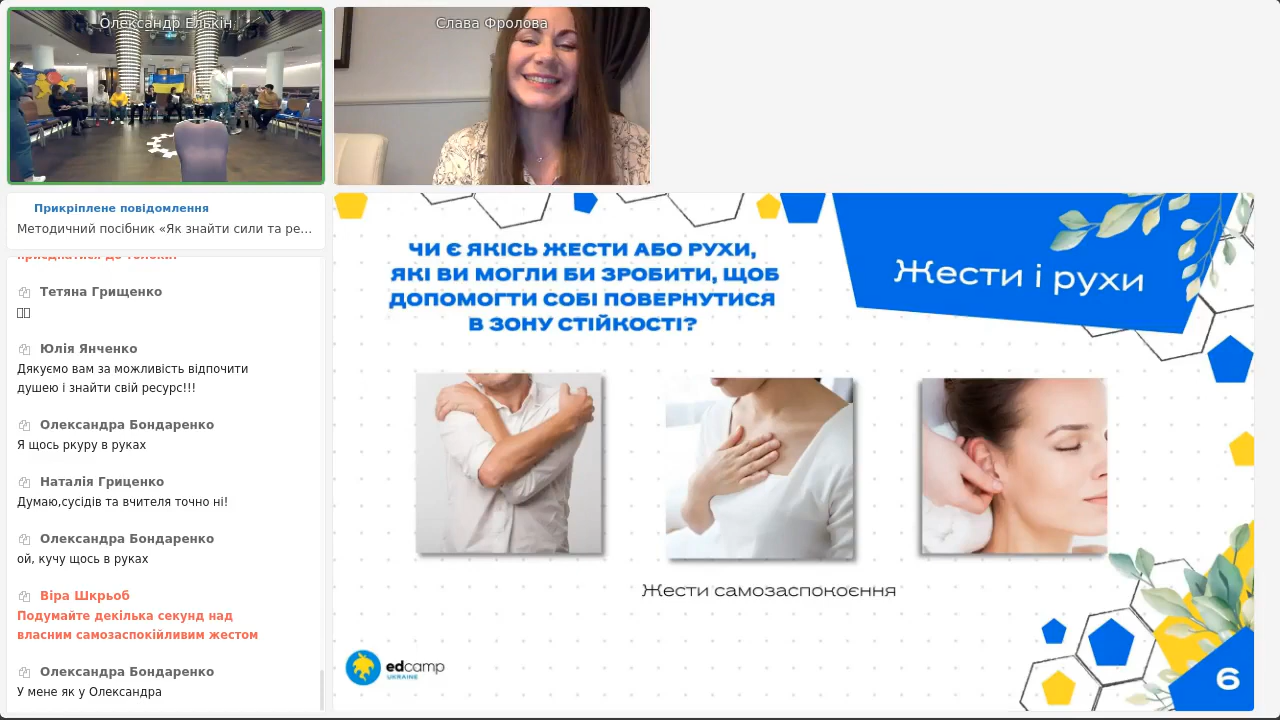 Олександр Елькін
Слава Фролова
Прикріплене повідомлення
Методичний посібник «Як знайти сили та ре...
приєднатися до толоки!
Тетяна Грищенко
Юлія Янченко
Дякуємо вам за можливість відпочити
душею і знайти свій ресурс!!!
Олександра Бондаренко
Я щось ркуру в руках
Наталія Гриценко
Думаю,сусідів та вчителя точно ні!
Олександра Бондаренко
ой, кучу щось в руках
Віра Шкрьоб
Подумайте декілька секунд над
власним самозаспокійливим жестом
Олександра Бондаренко
У мене як у Олександра
ЧИ Є ЯКІСЬ ЖЕСТИ АБО РУХИ,
ЯКІ ВИ МОГЛИ БИ ЗРОБИТИ, ЩОБ
ДОПОМОГТИ СОБІ ПОВЕРНУТИСЯ
В ЗОНУ СТІЙКОСТІ?
Жести і рухи
Жести самозаспокоєння
edcamp
UKRAINE
6